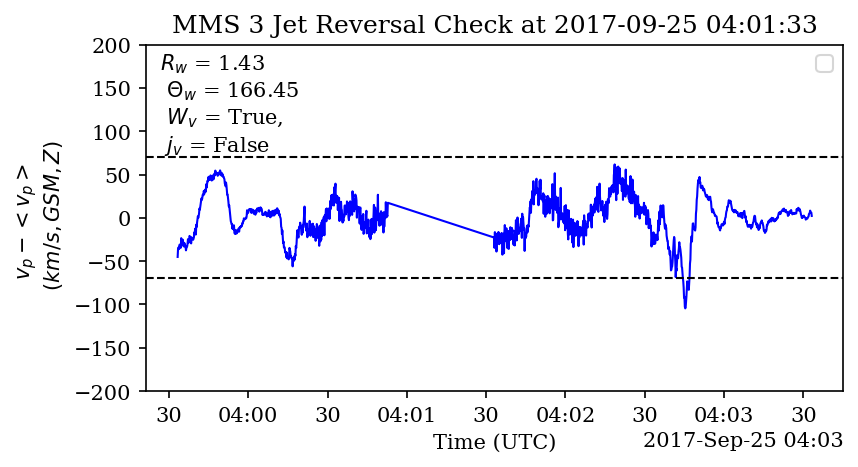 MMS 3 Jet Reversal Check at 2017-09-25 04:01:33
R_w = 1.43
Θ_w = 166.45
W_v = True,
j_v = False
200
150
100
50
0
−50
−100
−150
−200
v_p − < v_p >
(km/s, GSM, Z)
30 04:00 30 04:01 30 04:02 30 04:03 30
Time (UTC)
2017-Sep-25 04:03